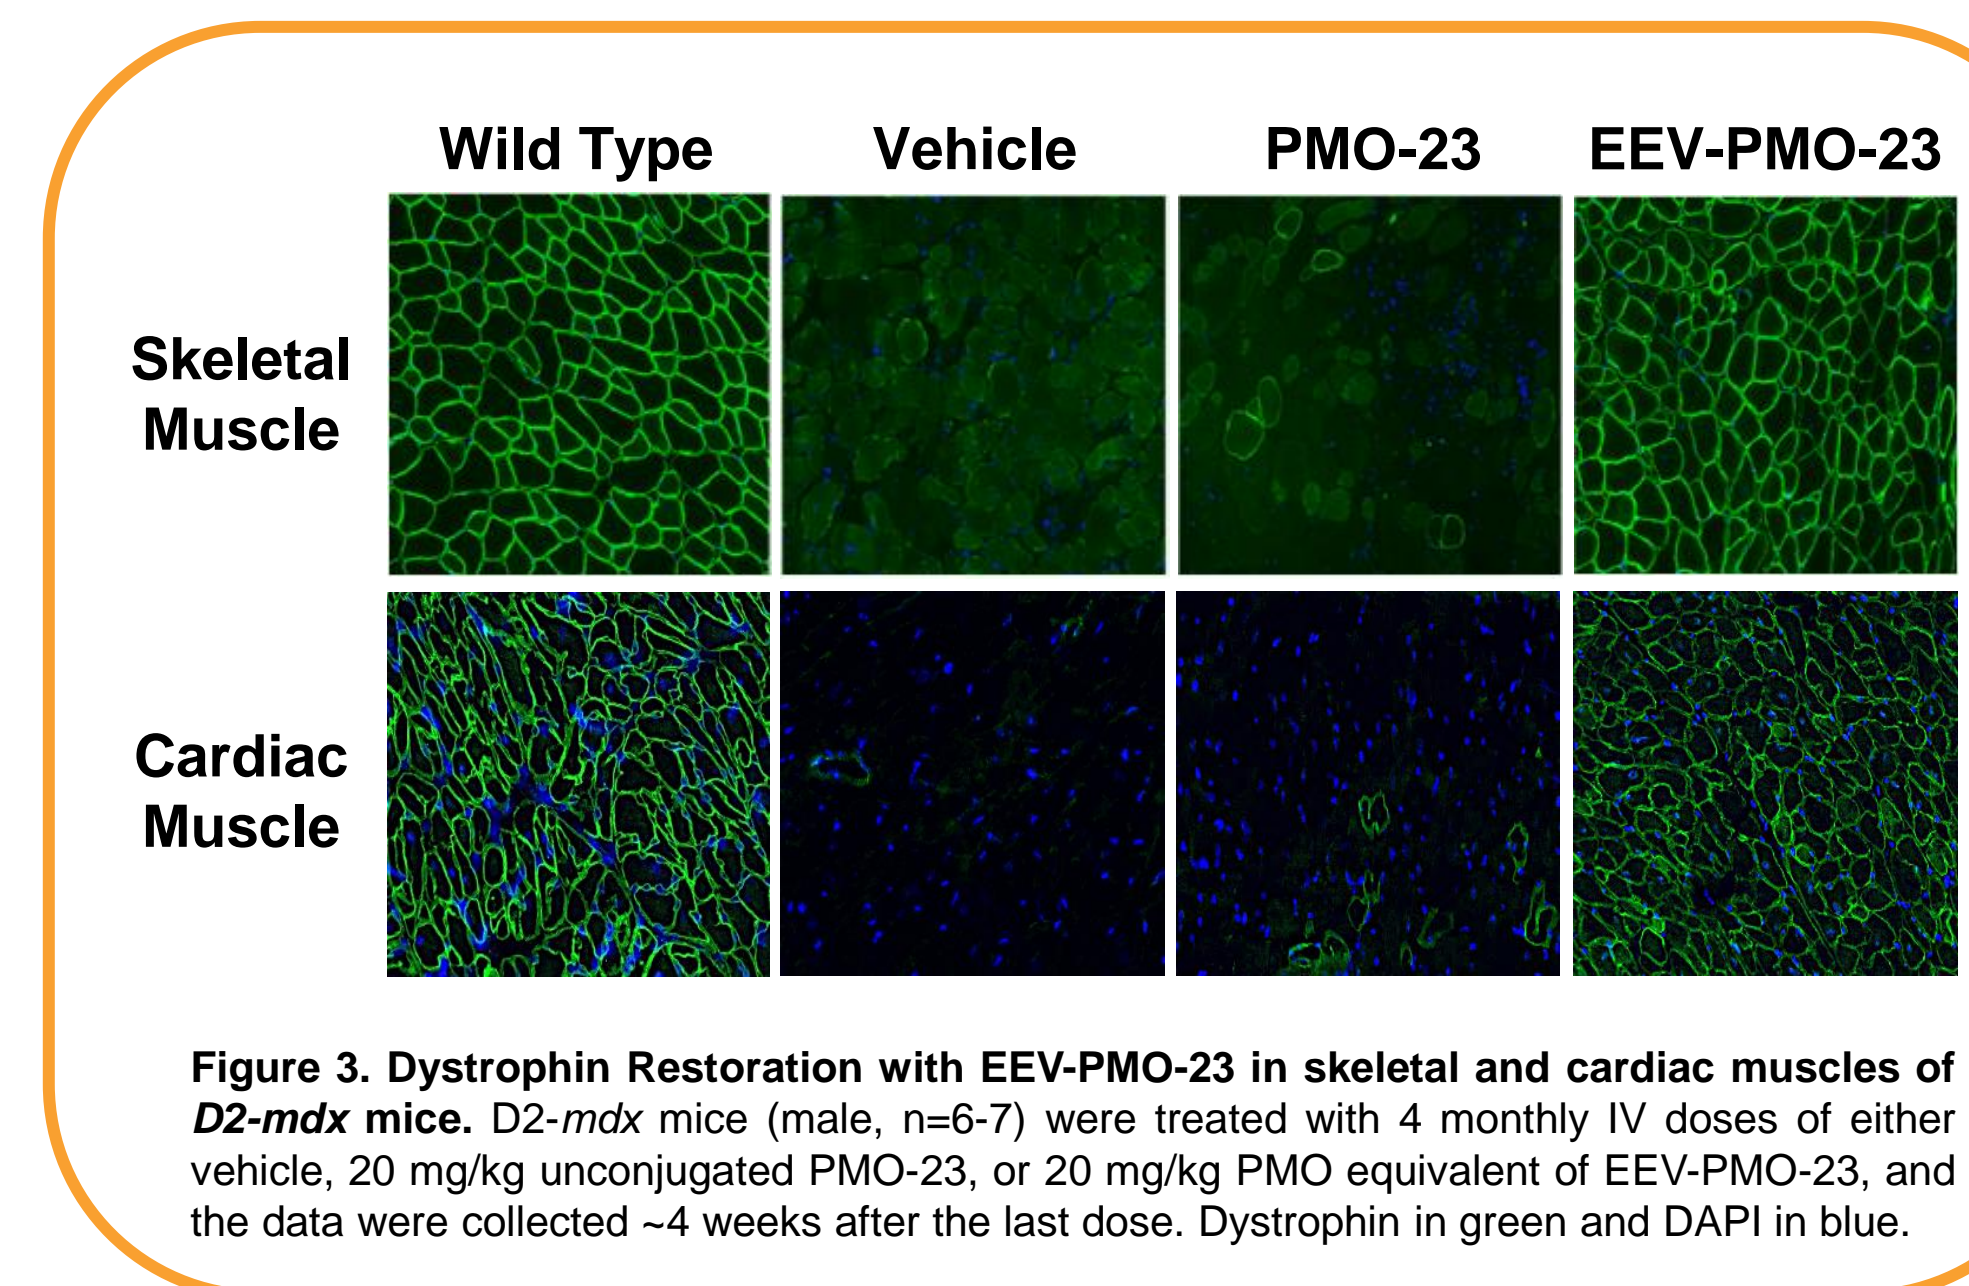 Wild Type Vehicle PMO-23 EEV-PMO-23
Skeletal
Muscle
Cardiac
Muscle
Figure 3. Dystrophin Restoration with EEV-PMO-23 in skeletal and cardiac muscles of
D2-mdx mice. D2-mdx mice (male, n=6-7) were treated with 4 monthly IV doses of either
vehicle, 20 mg/kg unconjugated PMO-23, or 20 mg/kg PMO equivalent of EEV-PMO-23, and
the data were collected ~4 weeks after the last dose. Dystrophin in green and DAPI in blue.